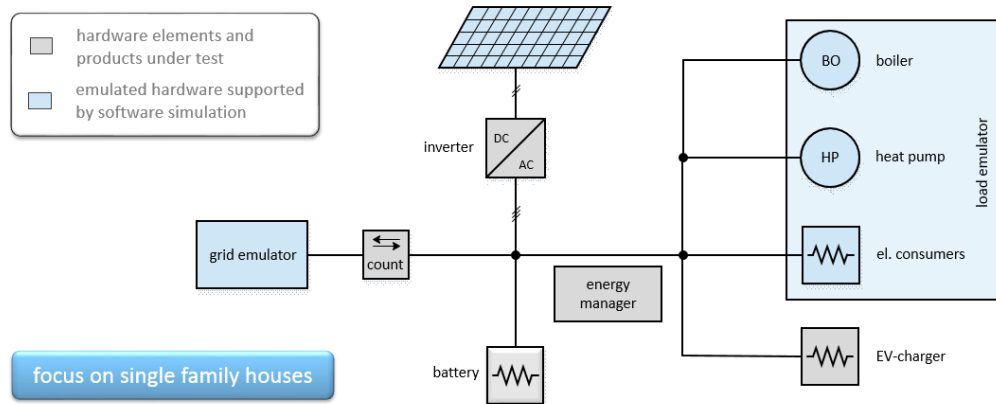 hardware elements and
products under test
emulated hardware supported
by software simulation
inverter
DC
AC
BO
boiler
HP
heat pump
load emulator
grid emulator
count
el. consumers
energy
manager
battery
EV-charger
focus on single family houses